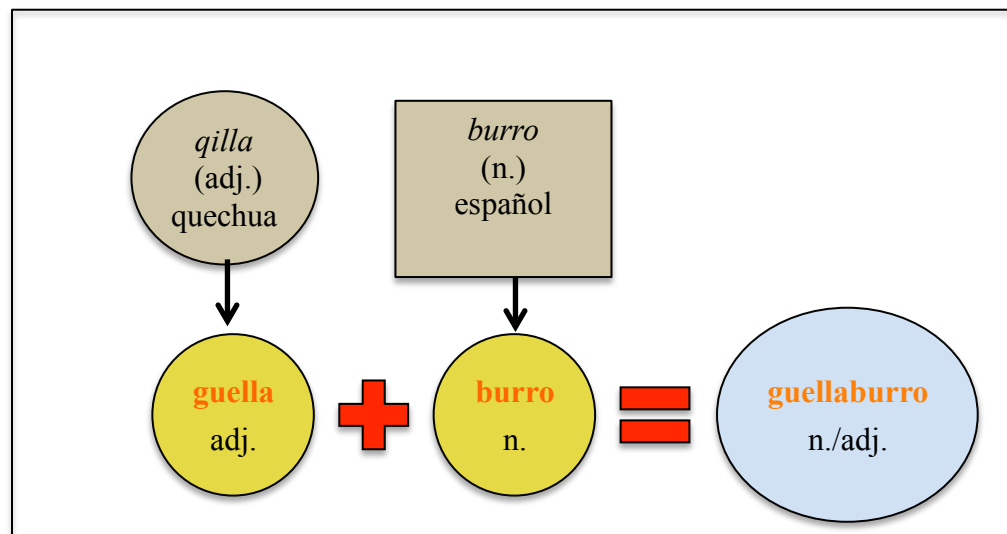 qilla
(adj.)
quechua
burro
(n.)
español
guella
adj.
burro
n.
guellaburro
n./adj.